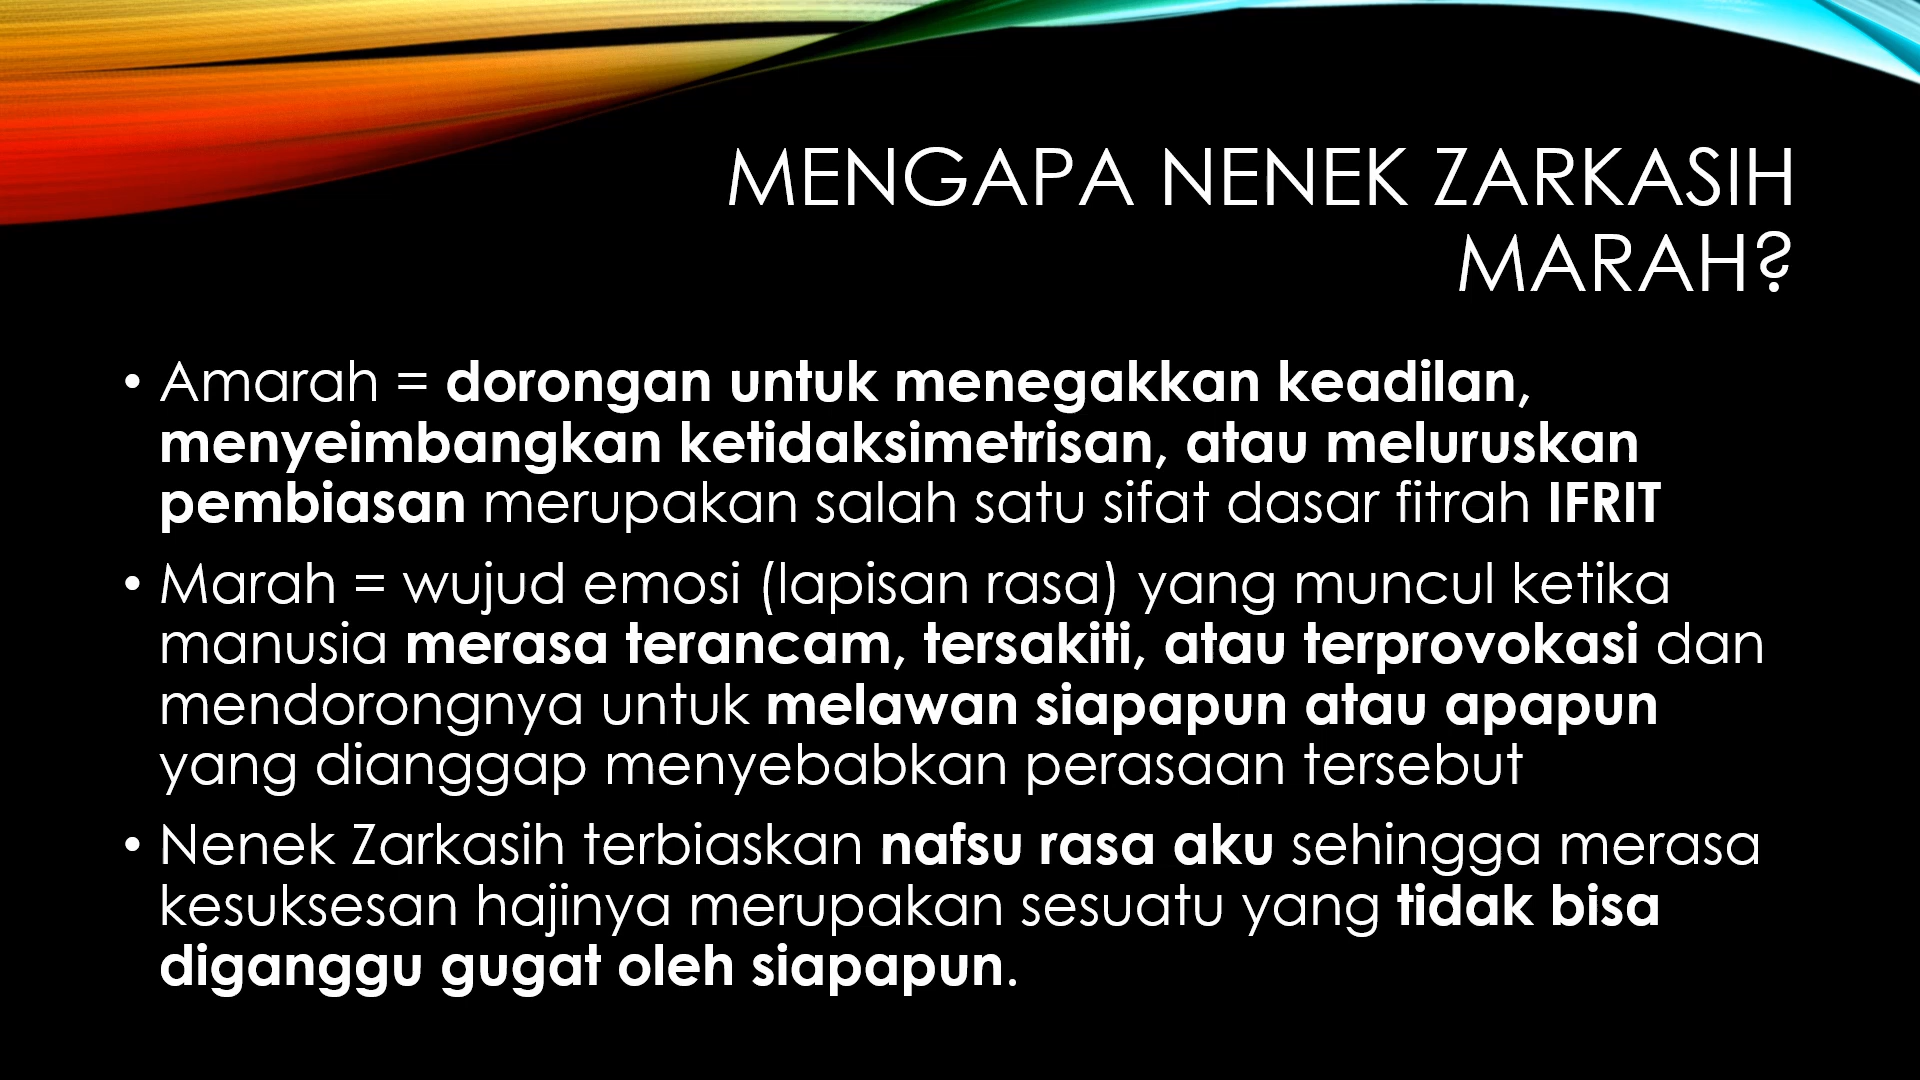 MENGAPA NENEK ZARKASIH
MARAH?
• Amarah = dorongan untuk menegakkan keadilan,
menyeimbangkan ketidaksimetrisan, atau meluruskan
pembiasan merupakan salah satu sifat dasar fitrah IFRIT
• Marah = wujud emosi (lapisan rasa) yang muncul ketika
manusia merasa terancam, tersakiti, atau terprovokasi dan
mendorongnya untuk melawan siapapun atau apapun
yang dianggap menyebabkan perasaan tersebut
• Nenek Zarkasih terbiaskan nafsu rasa aku sehingga merasa
kesuksesan hajinya merupakan sesuatu yang tidak bisa
diganggu gugat oleh siapapun.